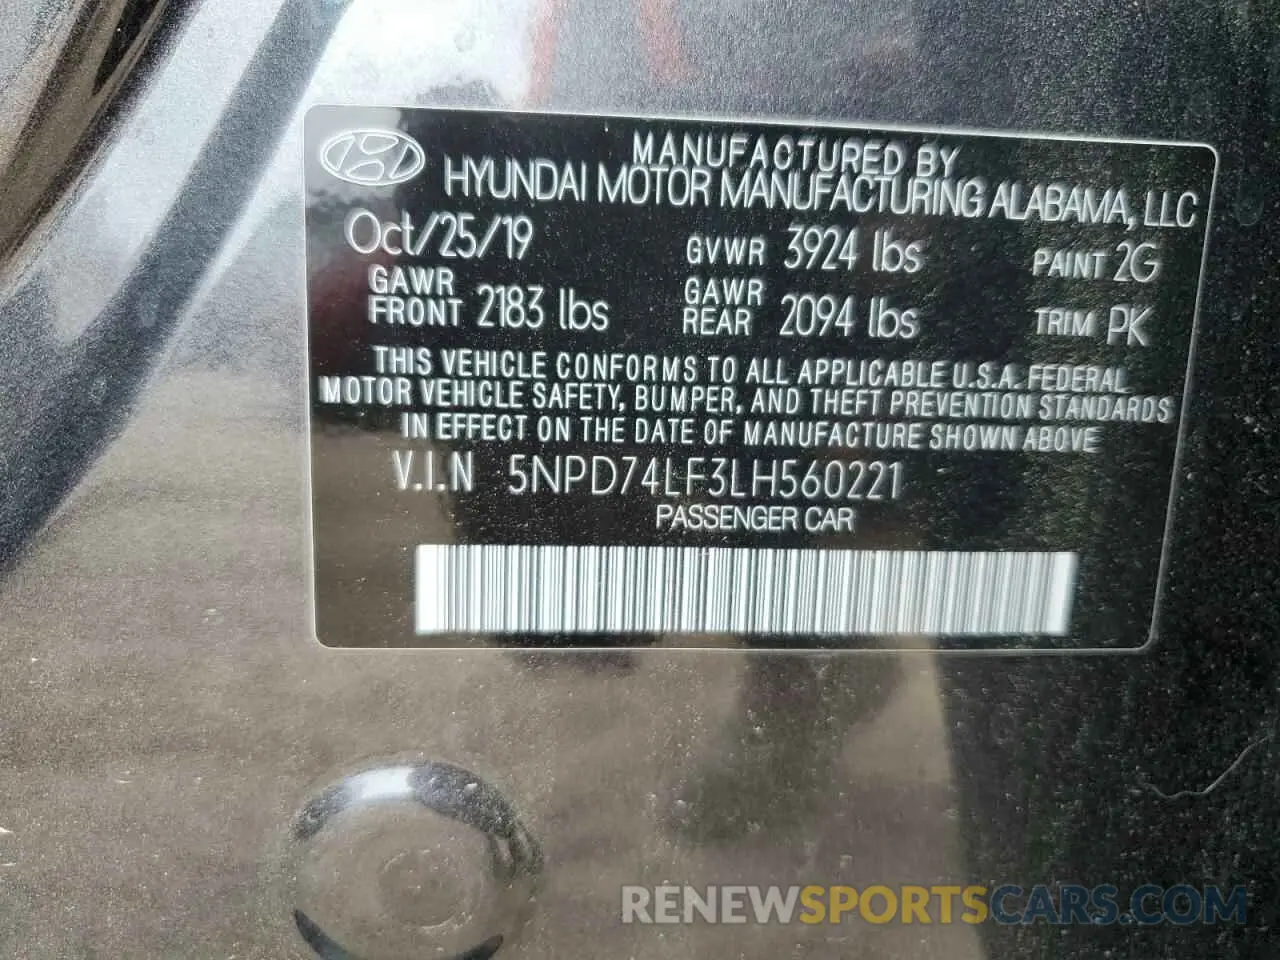 MANUFACTURED BY
HYUNDAI MOTOR MANUFACTURING ALABAMA, LLC
Oct/25/19 GVWR 3924 lbs PAINT 2G
GAWR FRONT 2183 lbs GAWR REAR 2094 lbs TRIM PK
THIS VEHICLE CONFORMS TO ALL APPLICABLE U.S.A. FEDERAL
MOTOR VEHICLE SAFETY, BUMPER, AND THEFT PREVENTION STANDARDS
IN EFFECT ON THE DATE OF MANUFACTURE SHOWN ABOVE
V.I.N 5NPD74LF3LH560221
PASSENGER CAR
RENEWSPORTSCARS.COM